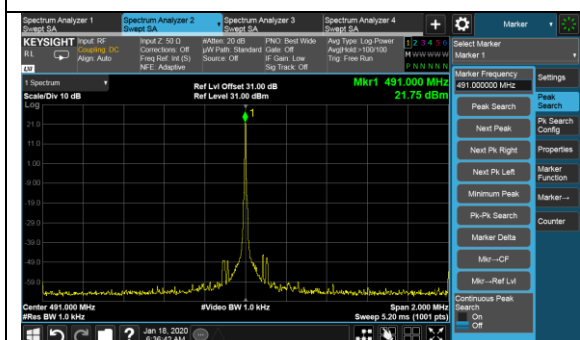 Spectrum Analyzer 1
Swept SA
Spectrum Analyzer 2
Swept SA
Spectrum Analyzer 3
Swept SA
Spectrum Analyzer 4
Swept SA
+
Marker
KEYSIGHT
RL
Input: RF
Coupling: DC
Align: Auto
Input Z: 50 Ω
Corrections: Off
Freq Ref: Int (S)
NFE: Adaptive
#Atten: 20 dB
µW Path: Standard
Source: Off
PNO: Best Wide
Gate: Off
IF Gain: Low
Sig Track: Off
Avg Type: Log-Power
Avg|Hold:>100/100
Trig: Free Run
1 2 3 4 5 6
M W W W W W
P N N N N N
Select Marker
Marker 1
1 Spectrum
Scale/Div 10 dB
Log
Ref Lvl Offset 31.00 dB
Ref Level 31.00 dBm
Mkr1 491.000 MHz
21.75 dBm
1
21.0
11.0
1.00
-9.00
-19.0
-29.0
-39.0
-49.0
-59.0
Center 491.000 MHz
#Res BW 1.0 kHz
#Video BW 1.0 kHz
Span 2.000 MHz
Sweep 5.20 ms (1001 pts)
Marker Frequency
491.000000 MHz
Peak Search
Next Peak
Next Pk Right
Next Pk Left
Minimum Peak
Pk-Pk Search
Marker Delta
Mkr→CF
Mkr→Ref Lvl
Continuous Peak
Search
On
Off
Settings
Peak
Search
Pk Search
Config
Properties
Marker
Function
Marker→
Counter
?
Jan 18, 2020
6:36:42 AM